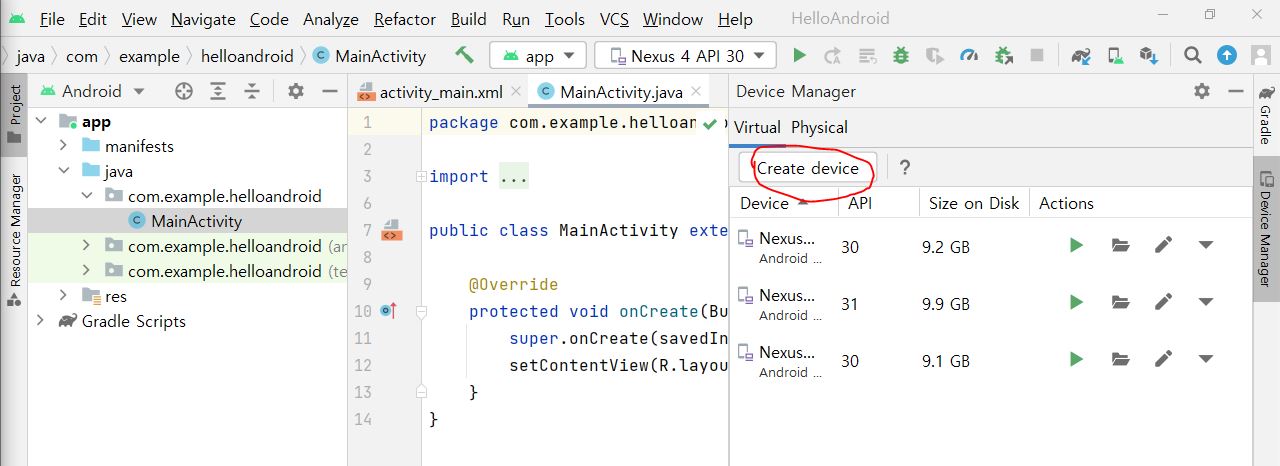 File Edit View Navigate Code Analyze Refactor Build Run Tools VCS Window Help HelloAndroid
java com example helloandroid MainActivity app Nexus 4 API 30
Project
Resource Manager
Android
app
manifests
java
com.example.helloandroid
MainActivity
com.example.helloandroid (an
com.example.helloandroid (te
res
Gradle Scripts
activity_main.xml MainActivity.java
1 package com.example.helloan
2
3 import ...
6
7 public class MainActivity exte
8
9 @Override
10 protected void onCreate(Bu
11 super.onCreate(savedIn
12 setContentView(R.layou
13 }
14 }
Device Manager
Virtual Physical
Create device ?
Device API Size on Disk Actions
Nexus... 30 9.2 GB
Android ...
Nexus... 31 9.9 GB
Android ...
Nexus... 30 9.1 GB
Android ...
Gradle
Device Manager